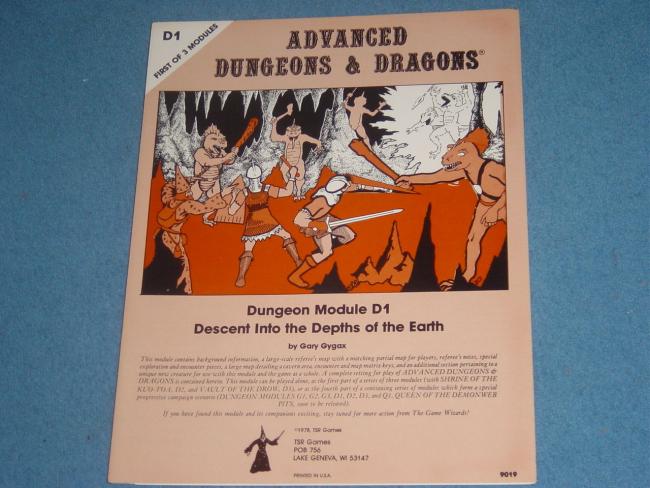 D1
FIRST OF 3 MODULES
ADVANCED
DUNGEONS & DRAGONS®
Dungeon Module D1
Descent Into the Depths of the Earth
by Gary Gygax
This module contains background information, a large-scale referee's map with a matching partial map for players, referee's notes, special
exploration and encounter pieces, a large map detailing a cavern area, encounter and map matrix keys, and an additional section pertaining to a
unique new creature for use with this module and the game as a whole. A complete setting for play of ADVANCED DUNGEONS &
DRAGONS is contained herein. This module can be played alone, as the first part of a series of three modules (with SHRINE OF THE
KUO-TOA, D2, and VAULT OF THE DROW, D3), or as the fourth part of a continuing series of modules which form a special
progressive campaign scenario (DUNGEON MODULES G1, G2, G3, D1, D2, D3, and Q1, QUEEN OF THE DEMONWEB
PITS, soon to be released).
If you have found this module and its companions exciting, stay tuned for more action from The Game Wizards!
©1978, TSR Games
TSR Games
POB 756
LAKE GENEVA, WI 53147
PRINTED IN U.S.A.
9019